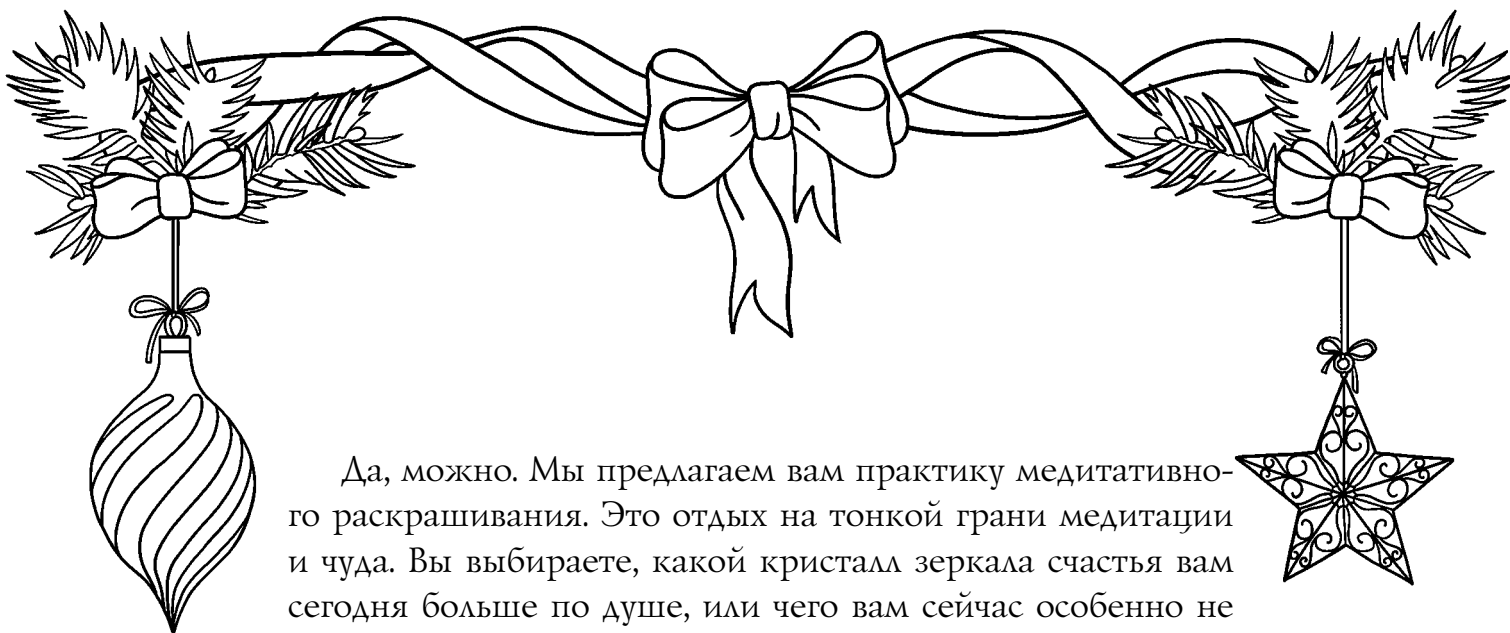 Да, можно. Мы предлагаем вам практику медитативно-
го раскрашивания. Это отдых на тонкой грани медитации
и чуда. Вы выбираете, какой кристалл зеркала счастья вам
сегодня больше по душе, или чего вам сейчас особенно не